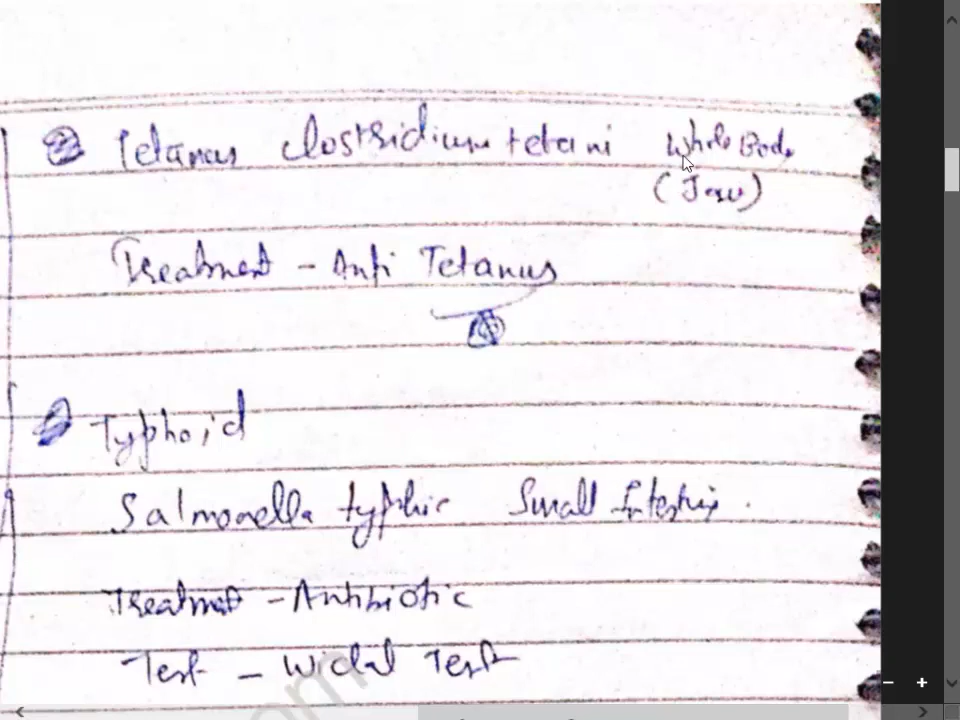 Tetanus Clostridium tetani Whole Body
(Jaw)
Treatment - Anti Tetanus
Typhoid
Salmonella typhic Small Intestine.
Treatment - Antibiotic
Test - Widal Test